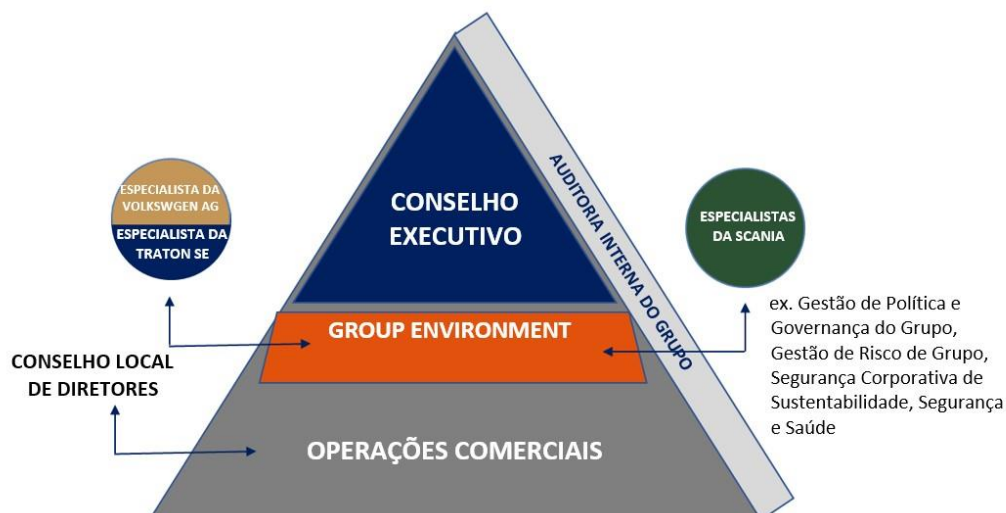 CONSELHO
EXECUTIVO
AUDITORIA INTERNA DO GRUPO
ESPECIALISTA DA
VOLKSWGEN AG
ESPECIALISTA DA
TRATON SE
ESPECIALISTAS
DA SCANIA
GROUP ENVIRONMENT
ex. Gestão de Política e
Governança do Grupo,
Gestão de Risco de Grupo,
Segurança Corporativa de
Sustentabilidade, Segurança
e Saúde
CONSELHO LOCAL
DE DIRETORES
OPERAÇÕES COMERCIAIS